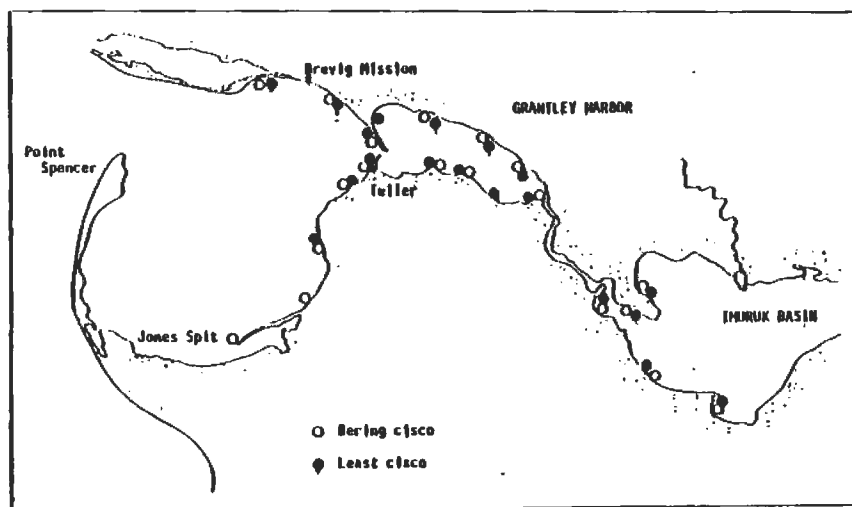 Brevig Mission
GRANTLEY HARBOR
Point
Spencer
Teller
Jones Spit
IMURUK BASIN
Bering cisco
Least cisco